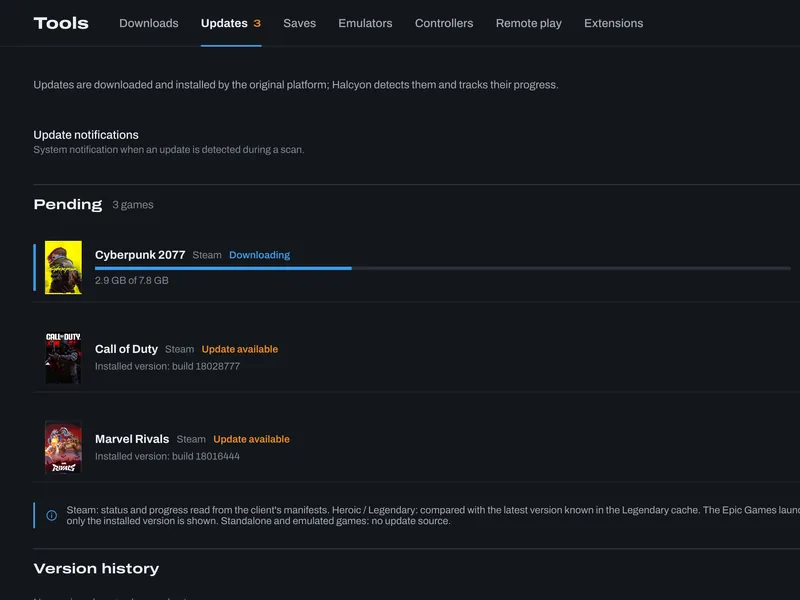 Tools Downloads Updates 3 Saves Emulators Controllers Remote play Extensions
Updates are downloaded and installed by the original platform; Halcyon detects them and tracks their progress.
Update notifications
System notification when an update is detected during a scan.
Pending 3 games
Cyberpunk 2077 Steam Downloading
2.9 GB of 7.8 GB
CALL OF DUTY
Call of Duty Steam Update available
Installed version: build 18028777
RIVALS
Marvel Rivals Steam Update available
Installed version: build 18016444
Steam: status and progress read from the client's manifests. Heroic / Legendary: compared with the latest version known in the Legendary cache. The Epic Games
only the installed version is shown. Standalone and emulated games: no update source.
Version history